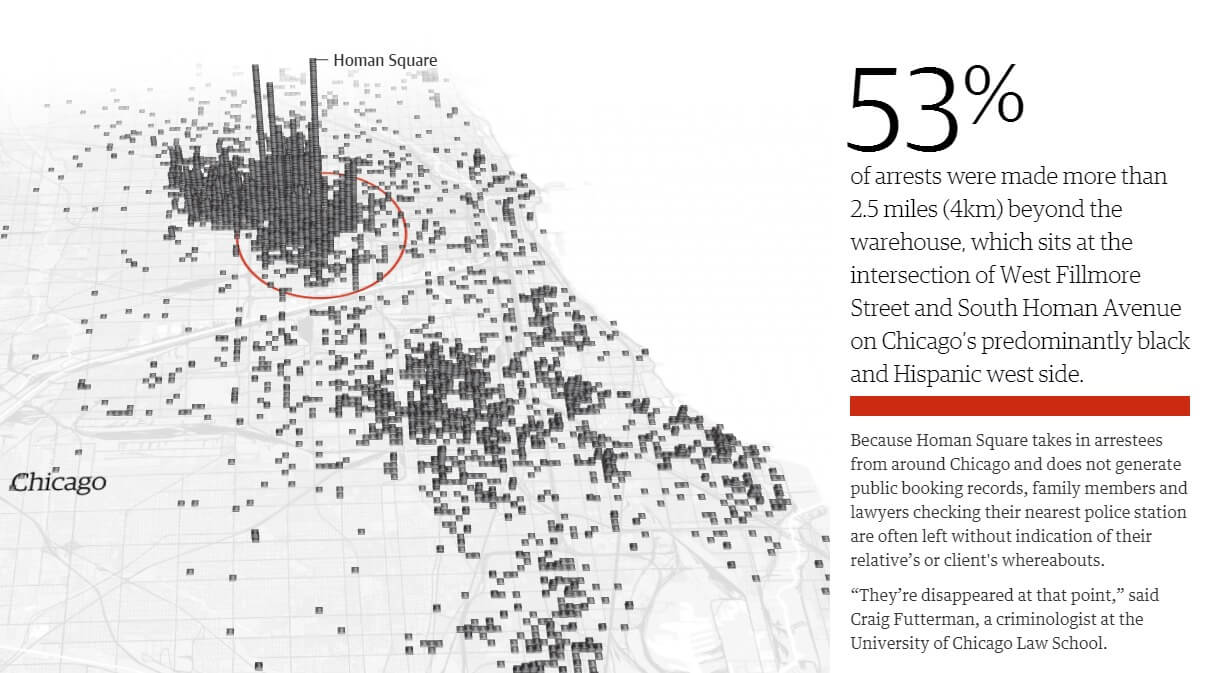 Homan Square
53%
of arrests were made more than
2.5 miles (4km) beyond the
warehouse, which sits at the
intersection of West Fillmore
Street and South Homan Avenue
on Chicago's predominantly black
and Hispanic west side.
Because Homan Square takes in arrestees
from around Chicago and does not generate
public booking records, family members and
lawyers checking their nearest police station
are often left without indication of their
relative’s or client's whereabouts.
“They’re disappeared at that point,” said
Craig Futterman, a criminologist at the
University of Chicago Law School.
Chicago